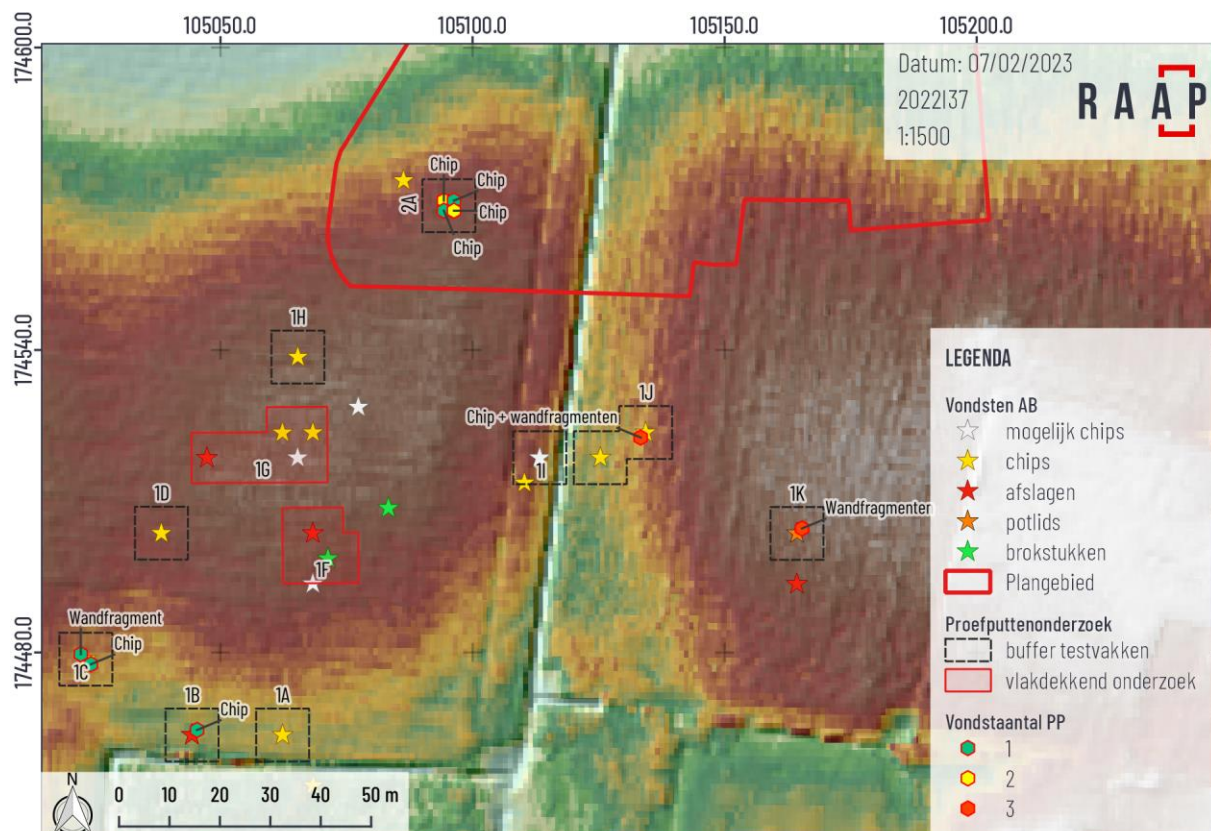 105050.0
105100.0
105150.0
105200.0
174600.0
174540.0
174480.0
Datum: 07/02/2023
2022I37
1:1500
RAAP
Chip
Chip
2A
Chip
Chip
1H
1J
Chip + wandfragmenten
1G
1I
1D
1K
Wandfragmenten
1F
Wandfragment
Chip
1C
1B
Chip
1A
LEGENDA
Vondsten AB
mogelijk chips
chips
afslagen
potlids
brokstukken
Plangebied
Proefputtenonderzoek
buffer testvakken
vlakdekkend onderzoek
Vondstaantal PP
1
2
3
N
0 10 20 30 40 50 m